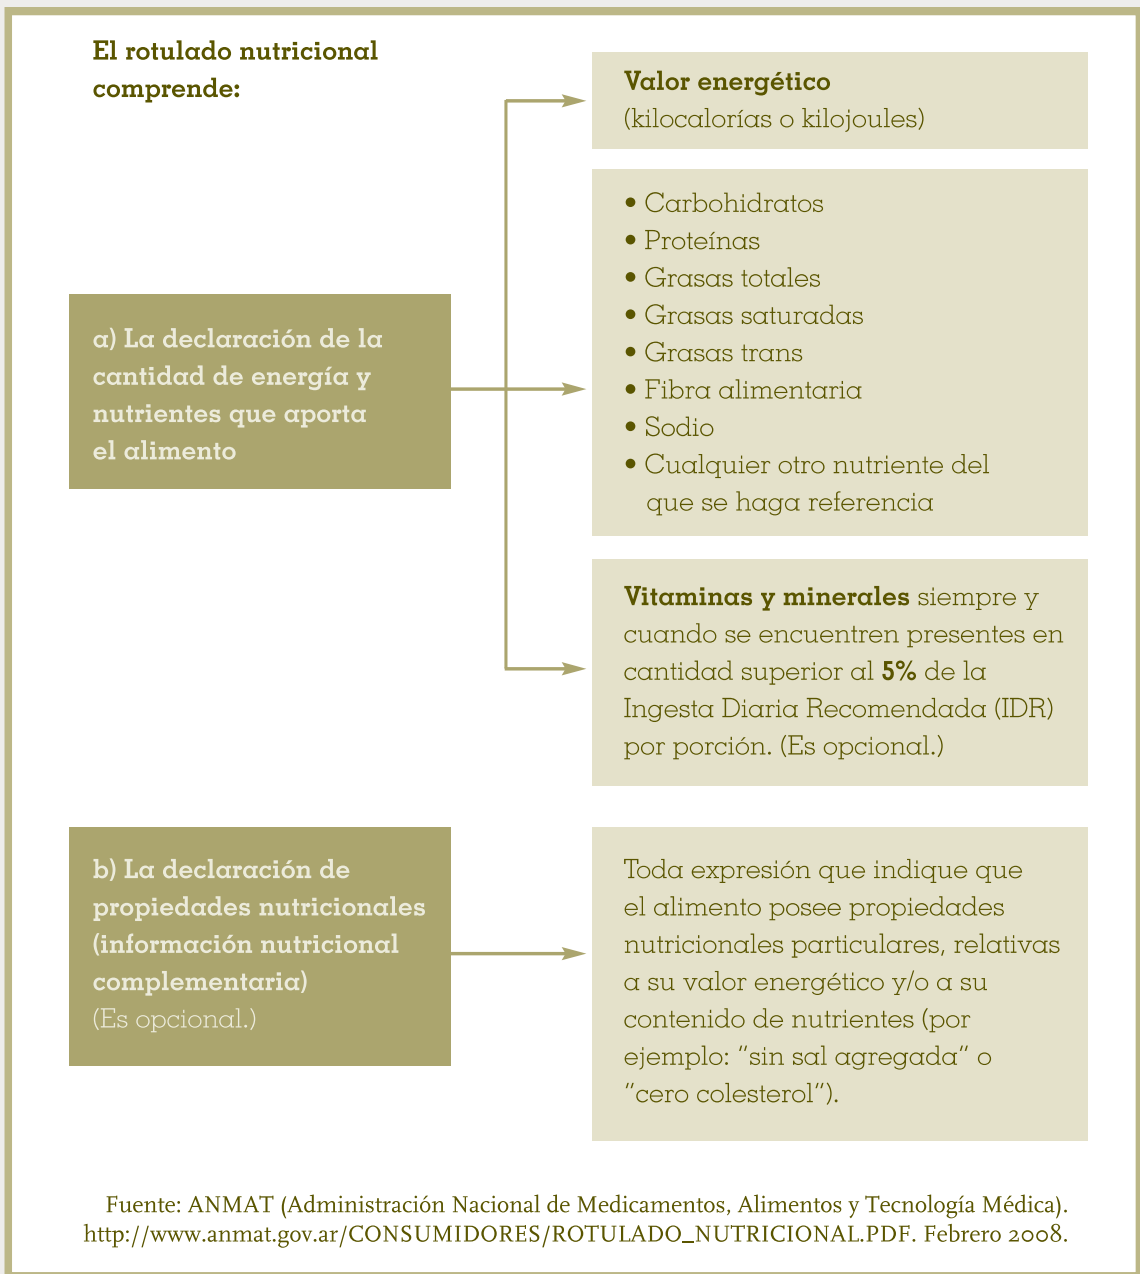 El rotulado nutricional
comprende:
Valor energético
(kilocalorías o kilojoules)
• Carbohidratos
• Proteínas
• Grasas totales
• Grasas saturadas
• Grasas trans
• Fibra alimentaria
• Sodio
• Cualquier otro nutriente del
que se haga referencia
a) La declaración de la
cantidad de energía y
nutrientes que aporta
el alimento
Vitaminas y minerales siempre y
cuando se encuentren presentes en
cantidad superior al 5% de la
Ingesta Diaria Recomendada (IDR)
por porción. (Es opcional.)
b) La declaración de
propiedades nutricionales
(información nutricional
complementaria)
(Es opcional.)
Toda expresión que indique que
el alimento posee propiedades
nutricionales particulares, relativas
a su valor energético y/o a su
contenido de nutrientes (por
ejemplo: “sin sal agregada” o
“cero colesterol”).
Fuente: ANMAT (Administración Nacional de Medicamentos, Alimentos y Tecnología Médica).
http://www.anmat.gov.ar/CONSUMIDORES/ROTULADO_NUTRICIONAL.PDF. Febrero 2008.